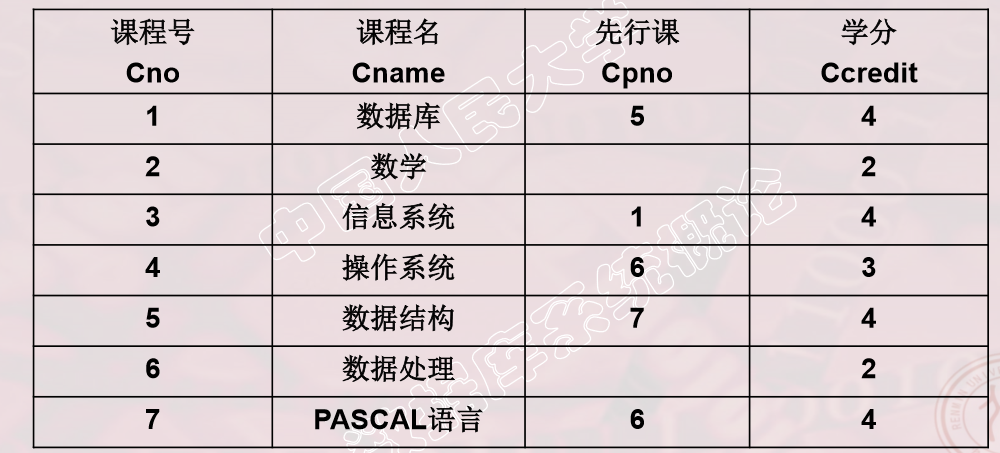 课程号 课程名 先行课 学分
Cno Cname Cpno Ccredit
1 数据库 5 4
2 数学 2
3 信息系统 1 4
4 操作系统 6 3
5 数据结构 7 4
6 数据处理 2
7 PASCAL语言 6 4
中国人民大学
数据库系统概论